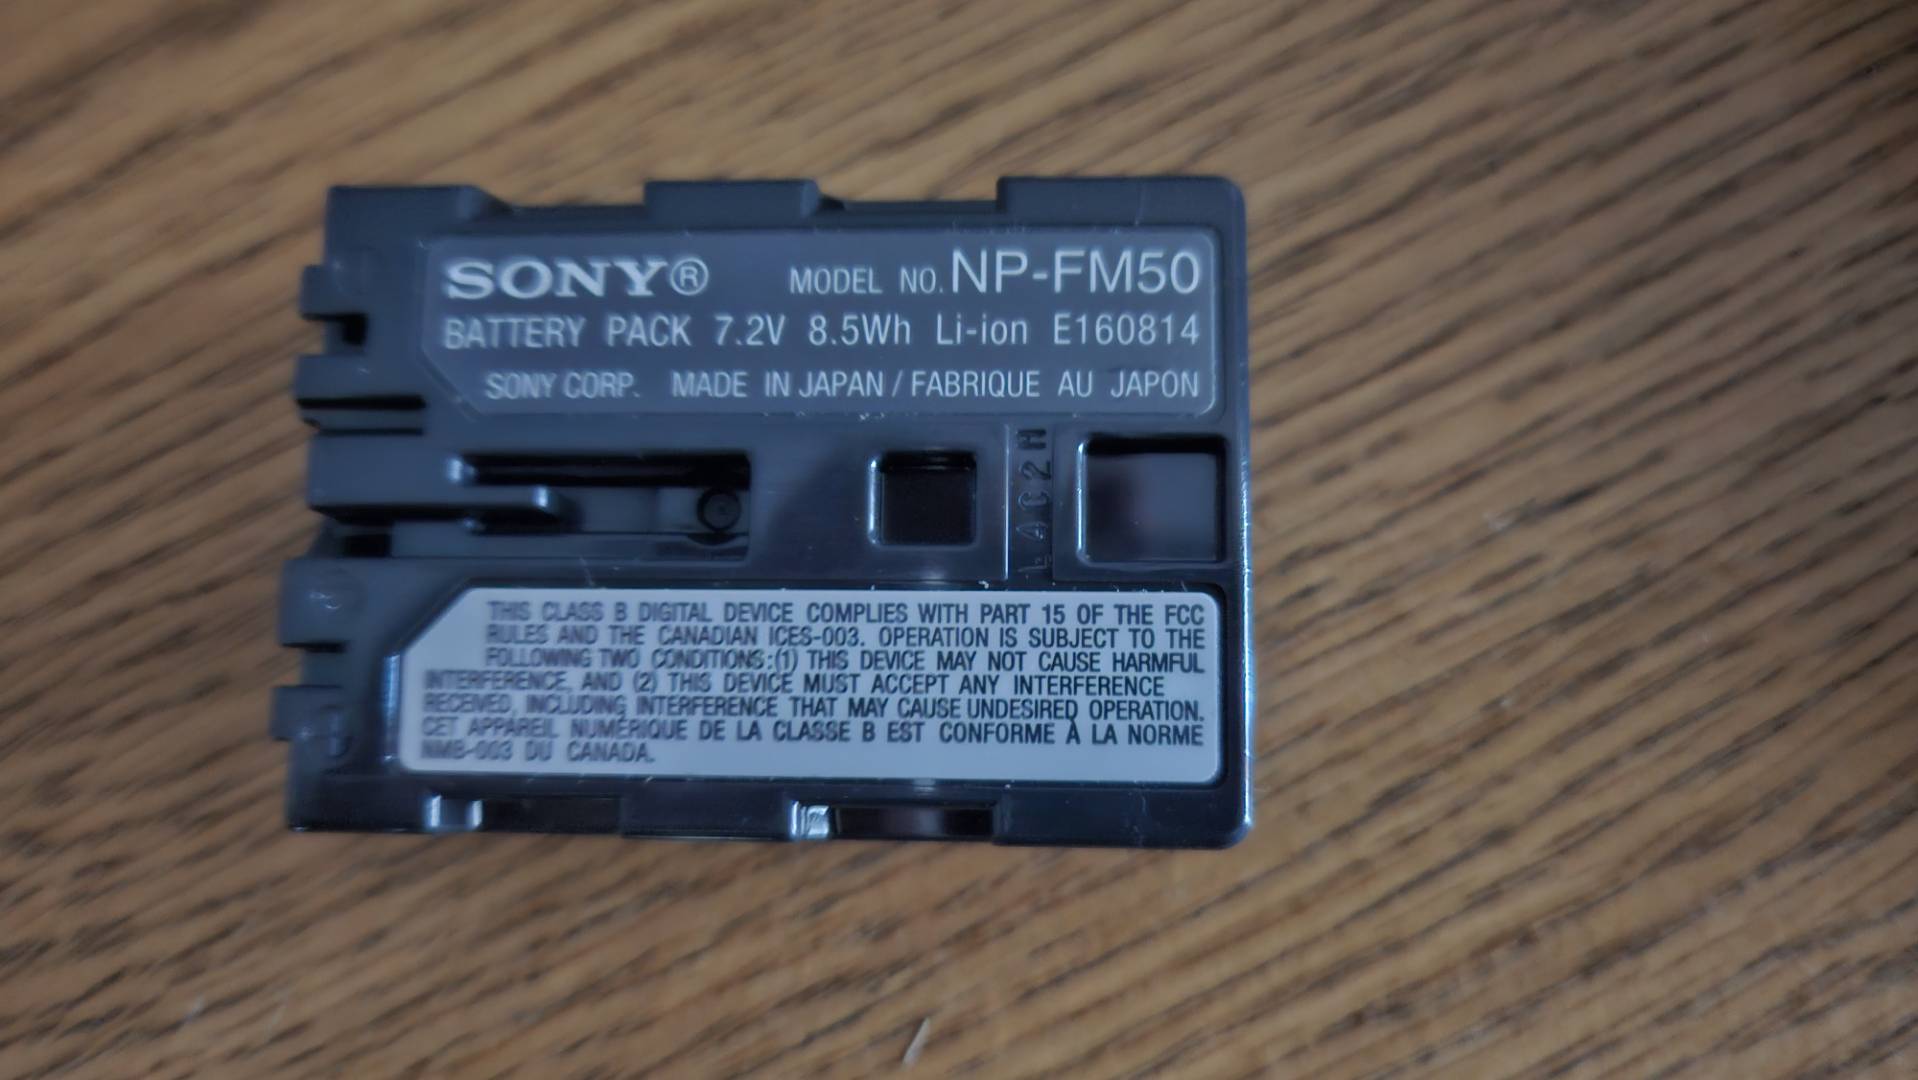 SONY® MODEL NO. NP-FM50
BATTERY PACK 7.2V 8.5Wh Li-ion E160814
SONY CORP. MADE IN JAPAN / FABRIQUE AU JAPON
THIS CLASS B DIGITAL DEVICE COMPLIES WITH PART 15 OF THE FCC
RULES AND THE CANADIAN ICES-003. OPERATION IS SUBJECT TO THE
FOLLOWING TWO CONDITIONS:(1) THIS DEVICE MAY NOT CAUSE HARMFUL
INTERFERENCE, AND (2) THIS DEVICE MUST ACCEPT ANY INTERFERENCE
RECEIVED, INCLUDING INTERFERENCE THAT MAY CAUSE UNDESIRED OPERATION.
CET APPAREIL NUMÉRIQUE DE LA CLASSE B EST CONFORME À LA NORME
NMB-003 DU CANADA.